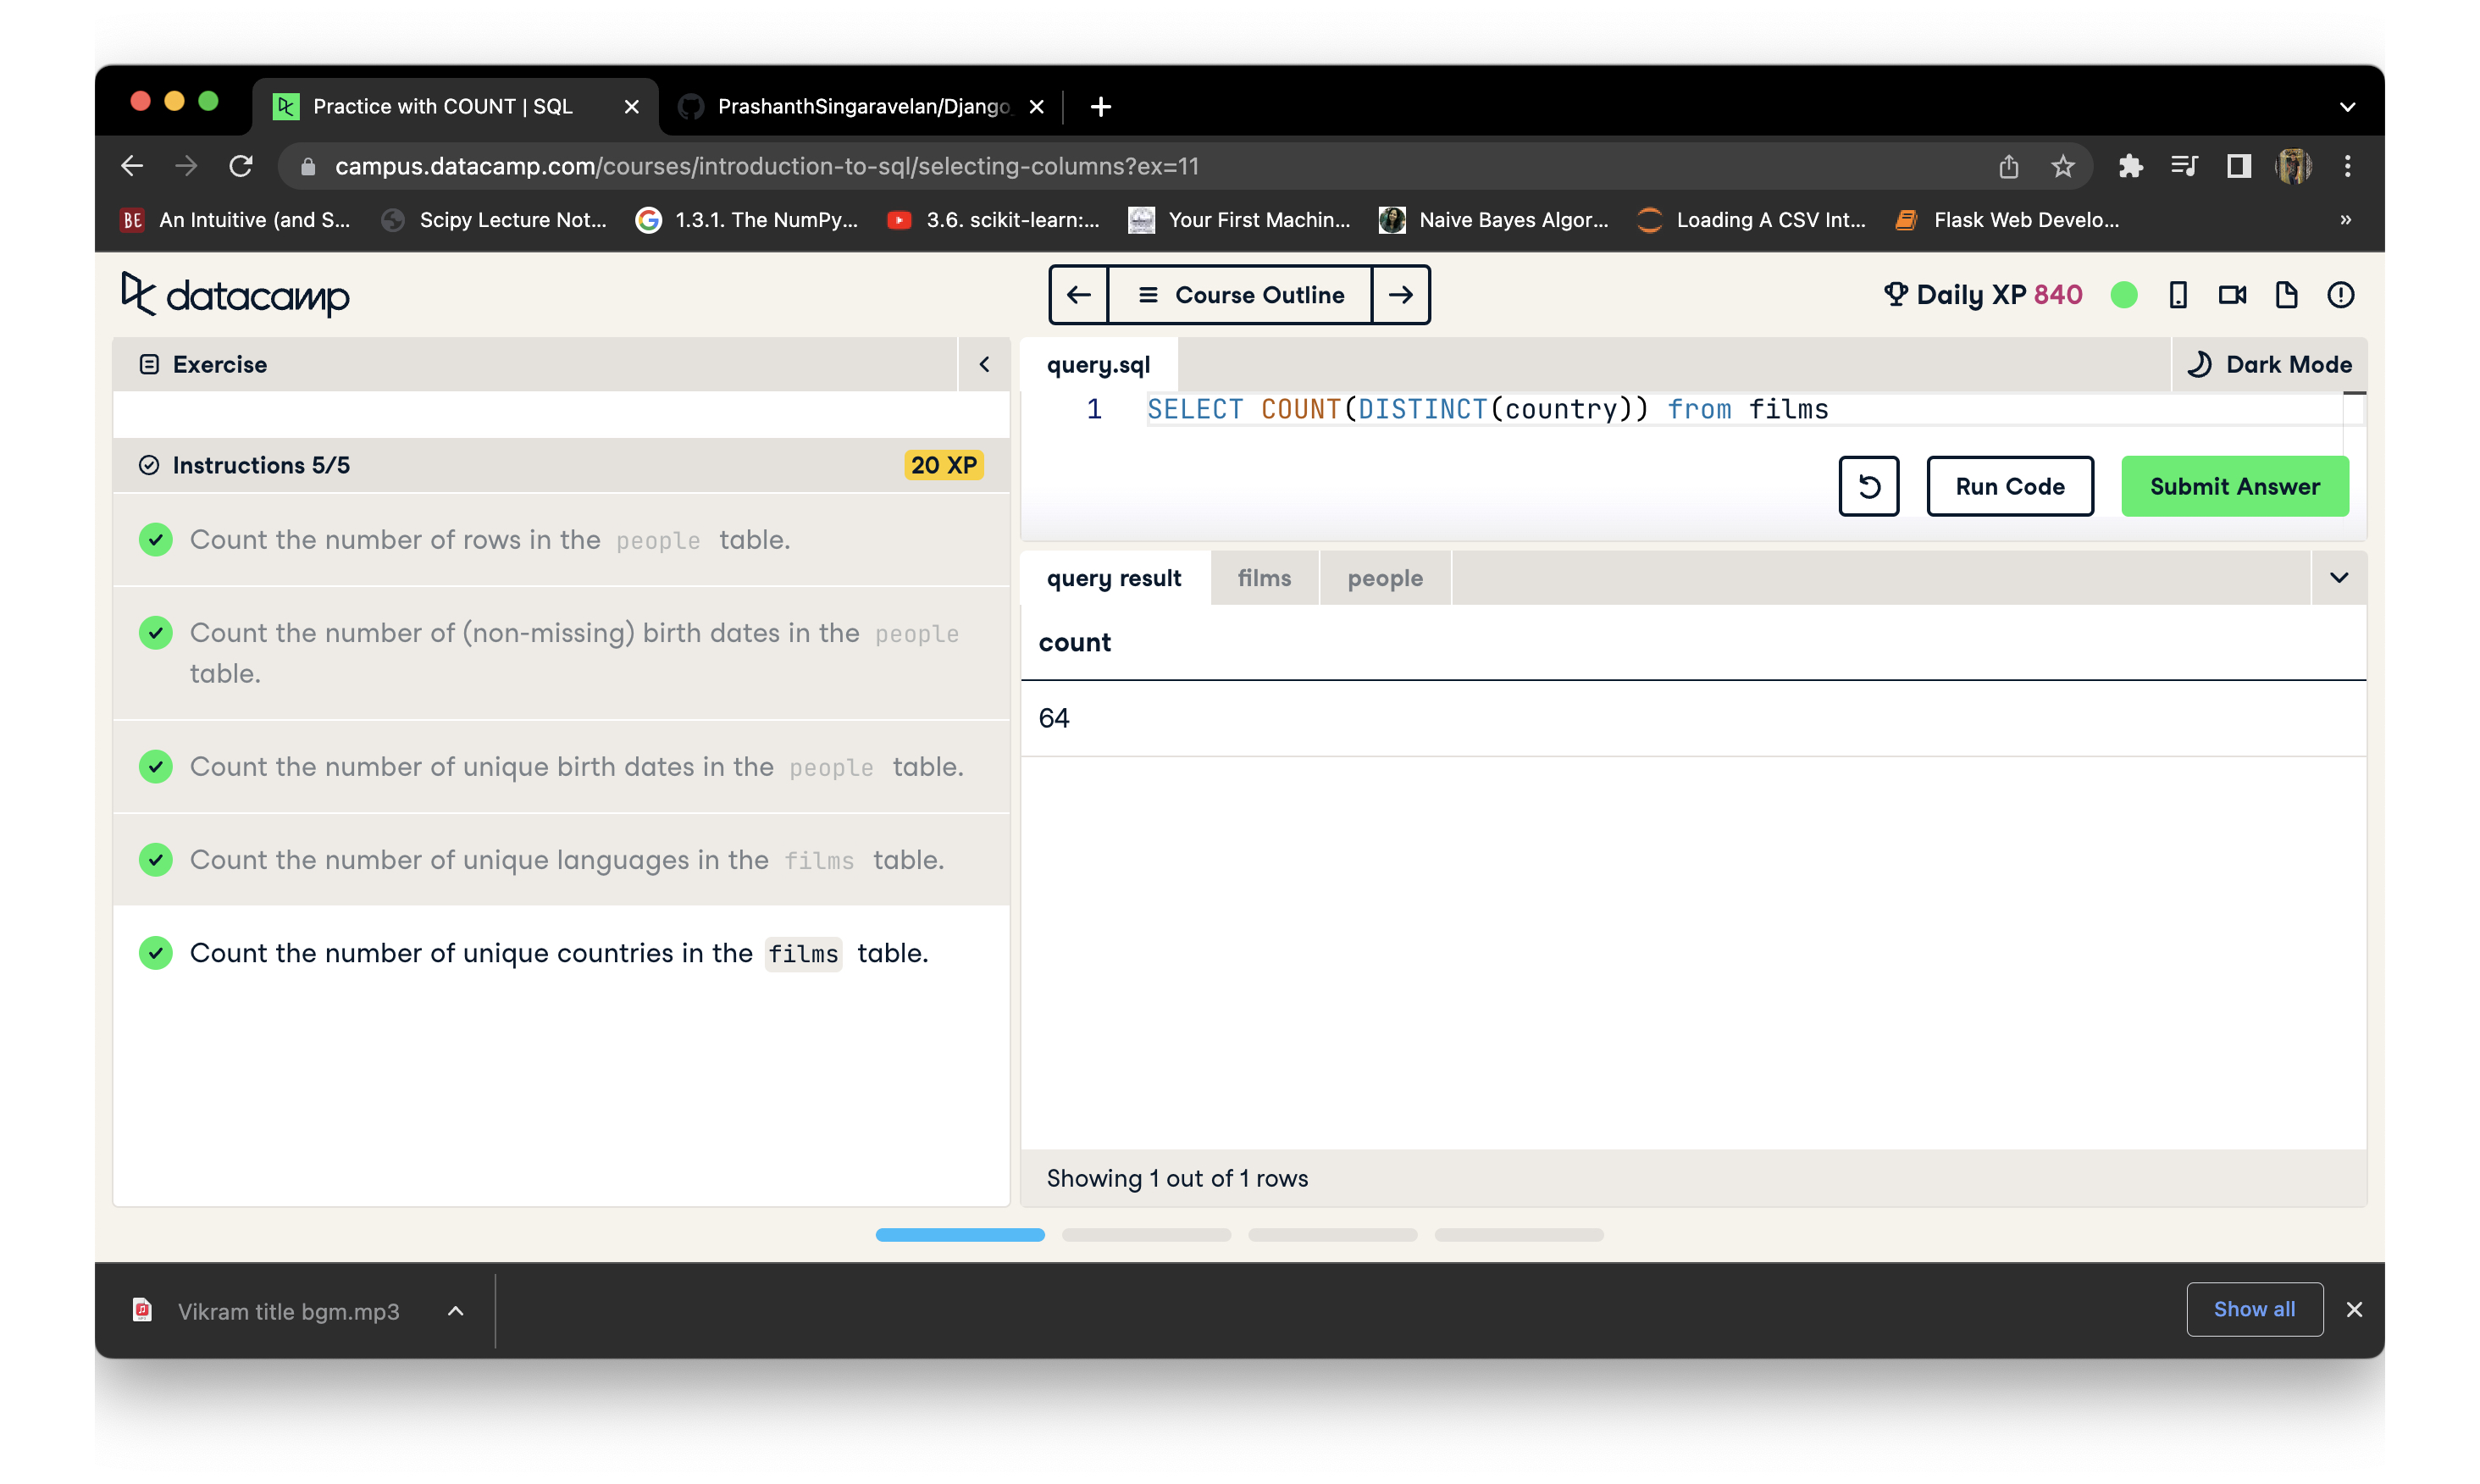 Practice with COUNT | SQL
PrashanthSingaravelan/Django_
campus.datacamp.com/courses/introduction-to-sql/selecting-columns?ex=11
BE An Intuitive (and S...
Scipy Lecture Not...
1.3.1. The NumPy...
3.6. scikit-learn:...
Your First Machin...
Naive Bayes Algor...
Loading A CSV Int...
Flask Web Develo...
»
datacamp
Course Outline
Daily XP 840
Exercise
Instructions 5/5
20 XP
Count the number of rows in the people table.
Count the number of (non-missing) birth dates in the people
table.
Count the number of unique birth dates in the people table.
Count the number of unique languages in the films table.
Count the number of unique countries in the films table.
query.sql
Dark Mode
1 SELECT COUNT(DISTINCT(country)) from films
Run Code
Submit Answer
query result
films
people
count
64
Showing 1 out of 1 rows
Vikram title bgm.mp3
Show all